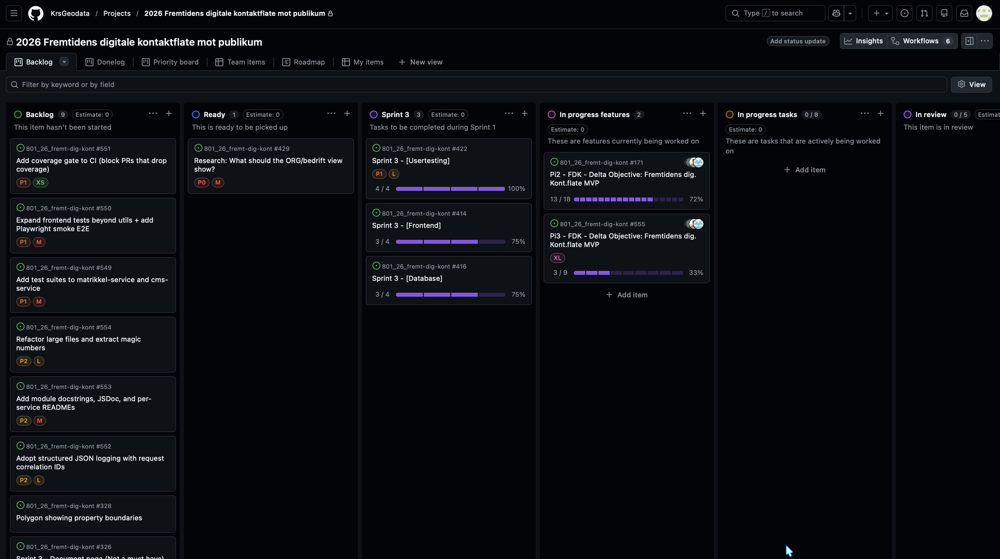 KrsGeodata / Projects / 2026 Fremtidens digitale kontaktflate mot publikum
Type / to search
2026 Fremtidens digitale kontaktflate mot publikum
Add status update
Insights
Workflows 6
Backlog
Donelog
Priority board
Team items
Roadmap
My items
New view
Filter by keyword or by field
View
Backlog 9 Estimate: 0
This item hasn't been started
801_26_fremt-dig-kont #551
Add coverage gate to CI (block PRs that drop
coverage)
P1 XS
801_26_fremt-dig-kont #550
Expand frontend tests beyond utils + add
Playwright smoke E2E
P1 M
801_26_fremt-dig-kont #549
Add test suites to matrikkel-service and cms-
service
P1 M
801_26_fremt-dig-kont #554
Refactor large files and extract magic
numbers
P2 L
801_26_fremt-dig-kont #553
Add module docstrings, JSDoc, and per-
service READMEs
P2 M
801_26_fremt-dig-kont #552
Adopt structured JSON logging with request
correlation IDs
P2 L
801_26_fremt-dig-kont #328
Polygon showing property boundaries
801_26_fremt-dig-kont #326
Sprint 3 - Document page (Not a must have)
Ready 1 Estimate: 0
This is ready to be picked up
801_26_fremt-dig-kont #429
Research: What should the ORG/bedrift view
show?
P0 M
Sprint 3 3 Estimate: 0
Tasks to be completed during Sprint 1
801_26_fremt-dig-kont #422
Sprint 3 - [Usertesting]
P1 L
4 / 4 100%
801_26_fremt-dig-kont #414
Sprint 3 - [Frontend]
3 / 4 75%
801_26_fremt-dig-kont #416
Sprint 3 - [Database]
3 / 4 75%
In progress features 2
Estimate: 0
These are features currently being worked on
801_26_fremt-dig-kont #171
Pi2 - FDK - Delta Objective: Fremtidens dig.
Kont.flate MVP
13 / 18 72%
801_26_fremt-dig-kont #555
Pi3 - FDK - Delta Objective: Fremtidens dig.
Kont.flate MVP
XL
3 / 9 33%
Add item
In progress tasks 0 / 8
Estimate: 0
These are tasks that are actively being worked
on
Add item
In review 0 / 5 Estimat
This item is in review